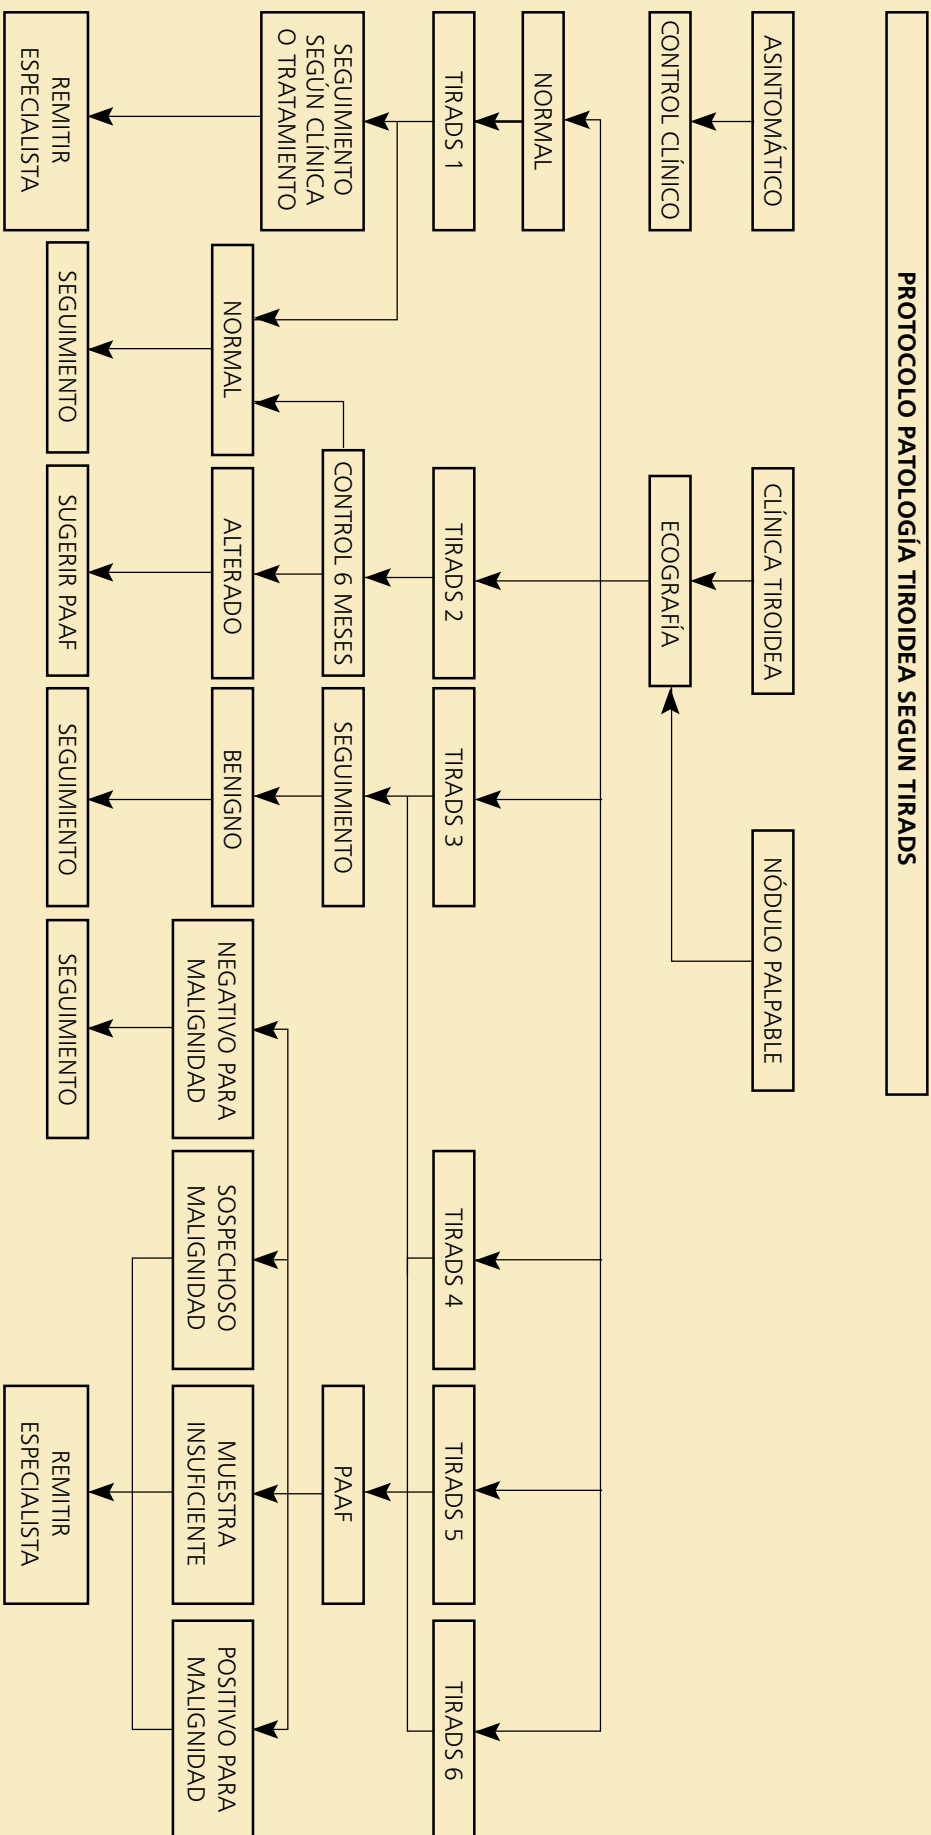 PROTOCOLO PATOLOGÍA TIROIDEA SEGUN TIRADS
ASINTOMÁTICO
CLÍNICA TIROIDEA
NÓDULO PALPABLE
CONTROL CLÍNICO
ECOGRAFÍA
NORMAL
TIRADS 1
TIRADS 2
TIRADS 3
TIRADS 4
TIRADS 5
TIRADS 6
SEGUIMIENTO
SEGÚN CLÍNICA
O TRATAMIENTO
CONTROL 6 MESES
SEGUIMIENTO
PAAF
NORMAL
ALTERADO
BENIGNO
NEGATIVO PARA
MALIGNIDAD
SOSPECHOSO
MALIGNIDAD
MUESTRA
INSUFICIENTE
POSITIVO PARA
MALIGNIDAD
REMITIR
ESPECIALISTA
SEGUIMIENTO
SUGERIR PAAF
SEGUIMIENTO
SEGUIMIENTO
REMITIR
ESPECIALISTA